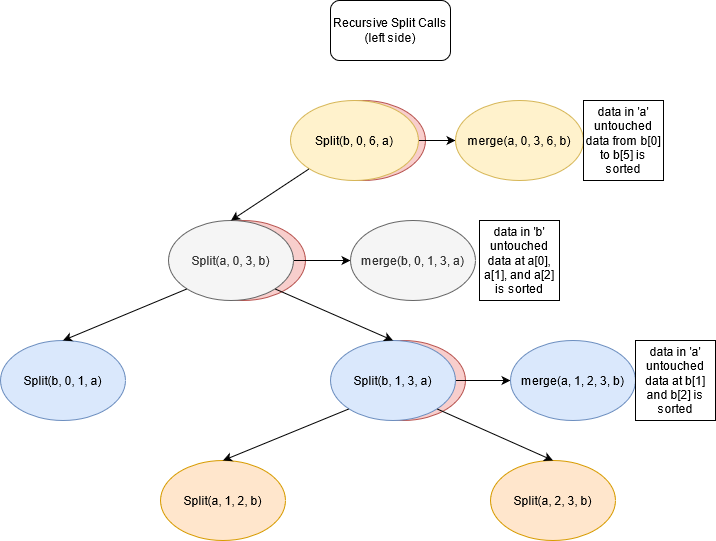 Recursive Split Calls
(left side)
Split(b, 0, 6, a)
merge(a, 0, 3, 6, b)
data in 'a'
untouched
data from b[0]
to b[5] is
sorted
Split(a, 0, 3, b)
merge(b, 0, 1, 3, a)
data in 'b'
untouched
data at a[0],
a[1], and a[2]
is sorted
Split(b, 0, 1, a)
Split(b, 1, 3, a)
merge(a, 1, 2, 3, b)
data in 'a'
untouched
data at b[1]
and b[2] is
sorted
Split(a, 1, 2, b)
Split(a, 2, 3, b)